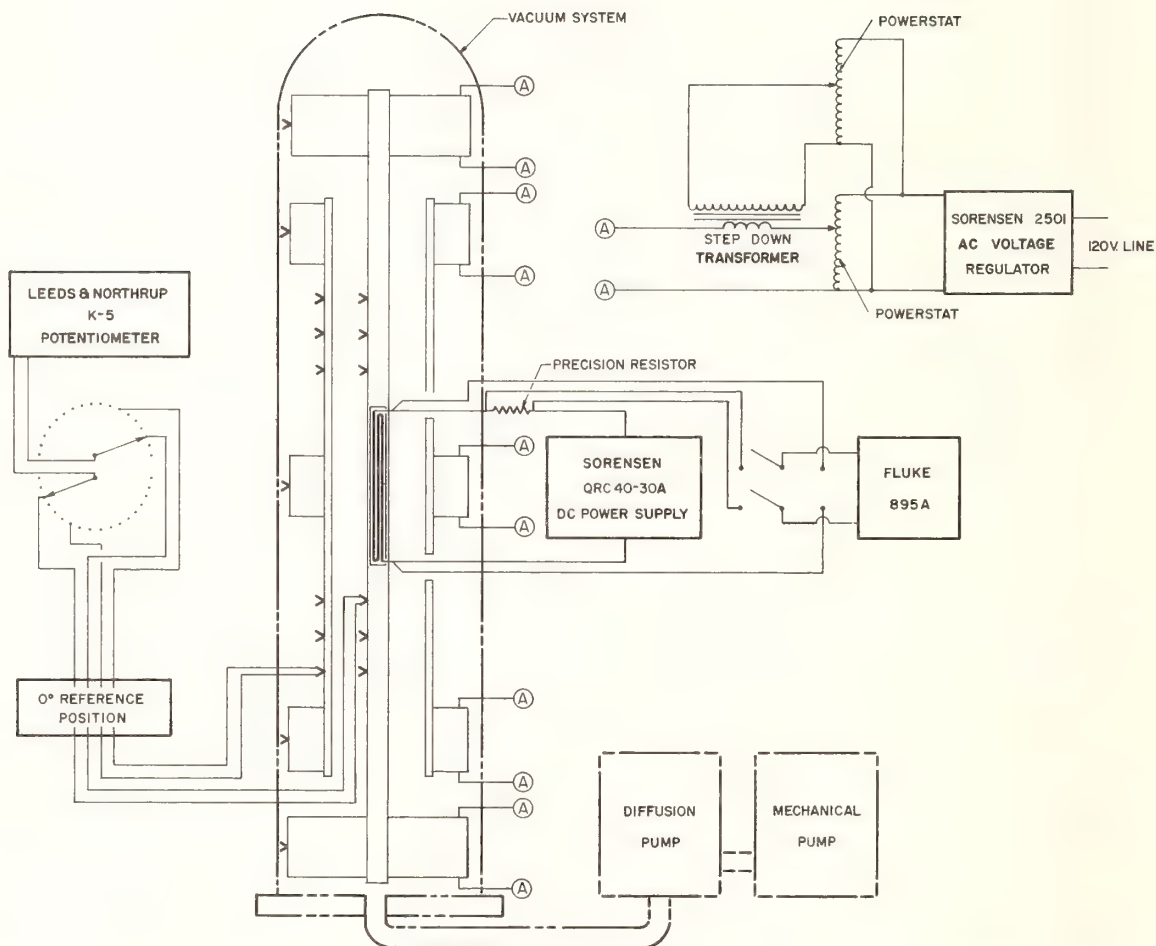 VACUUM SYSTEM
POWERSTAT
A
A
A
A
A
A
STEP DOWN
TRANSFORMER
SORENSEN 2501
AC VOLTAGE
REGULATOR
120V. LINE
POWERSTAT
LEEDS & NORTHRUP
K-5
POTENTIOMETER
PRECISION RESISTOR
A
A
SORENSEN
QRC 40-30A
DC POWER SUPPLY
FLUKE
895A
0° REFERENCE
POSITION
A
A
A
A
DIFFUSION
PUMP
MECHANICAL
PUMP